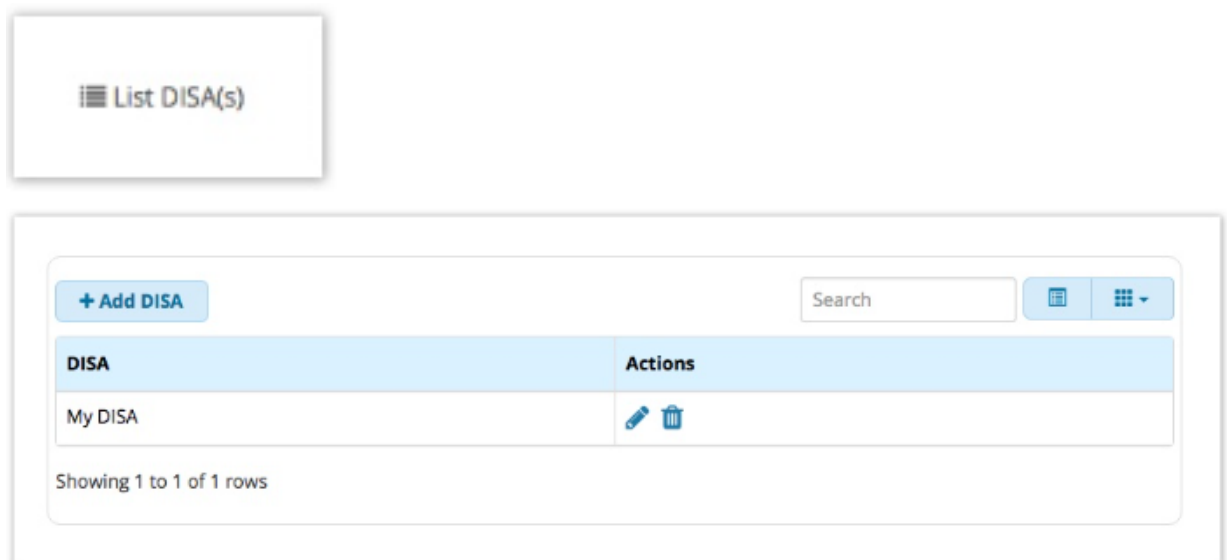 List DISA(s)
+ Add DISA
Search
DISA Actions
My DISA
Showing 1 to 1 of 1 rows